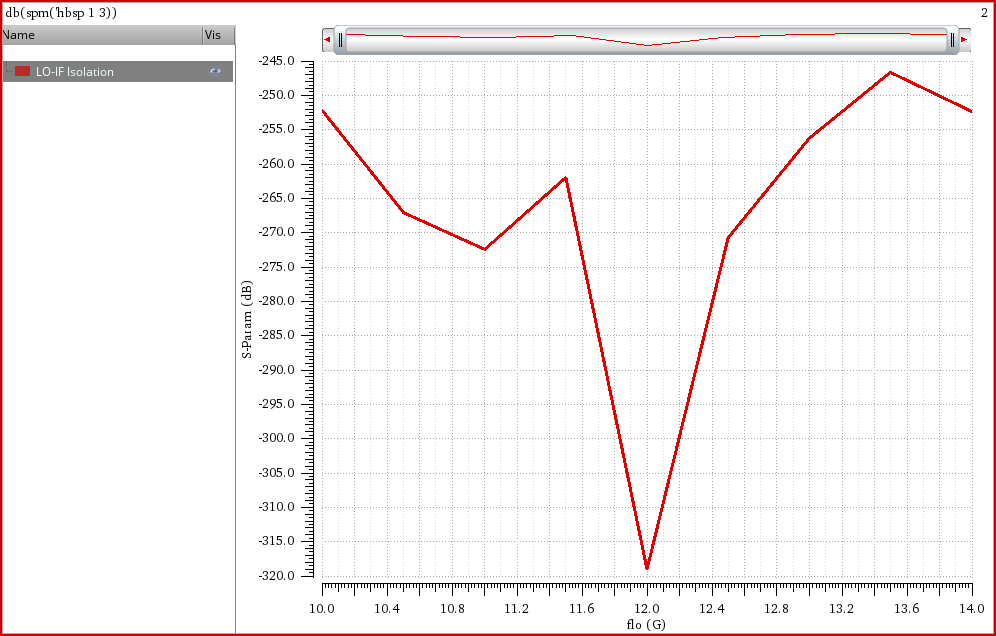 db(spm('hbsp 1 3))
2
Name Vis
LO-IF Isolation
-245.0
-250.0
-255.0
-260.0
-265.0
-270.0
-275.0
-280.0
-285.0
-290.0
-295.0
-300.0
-305.0
-310.0
-315.0
-320.0
S-Param (dB)
10.0 10.4 10.8 11.2 11.6 12.0 12.4 12.8 13.2 13.6 14.0
flo (G)